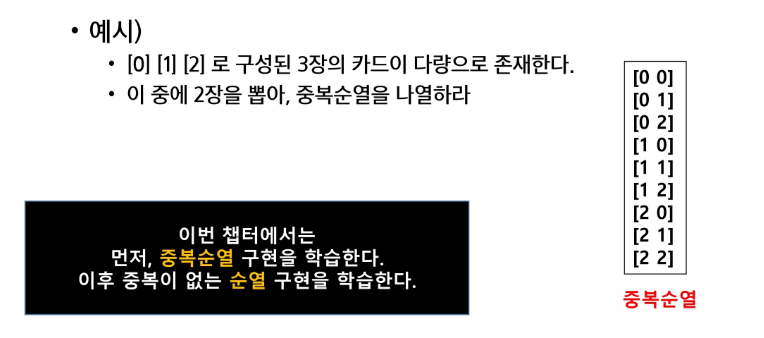 • 예시)
• [0] [1] [2] 로 구성된 3장의 카드이 다량으로 존재한다.
• 이 중에 2장을 뽑아, 중복순열을 나열하라
이번 챕터에서는
먼저, 중복순열 구현을 학습한다.
이후 중복이 없는 순열 구현을 학습한다.
[0 0]
[0 1]
[0 2]
[1 0]
[1 1]
[1 2]
[2 0]
[2 1]
[2 2]
중복순열